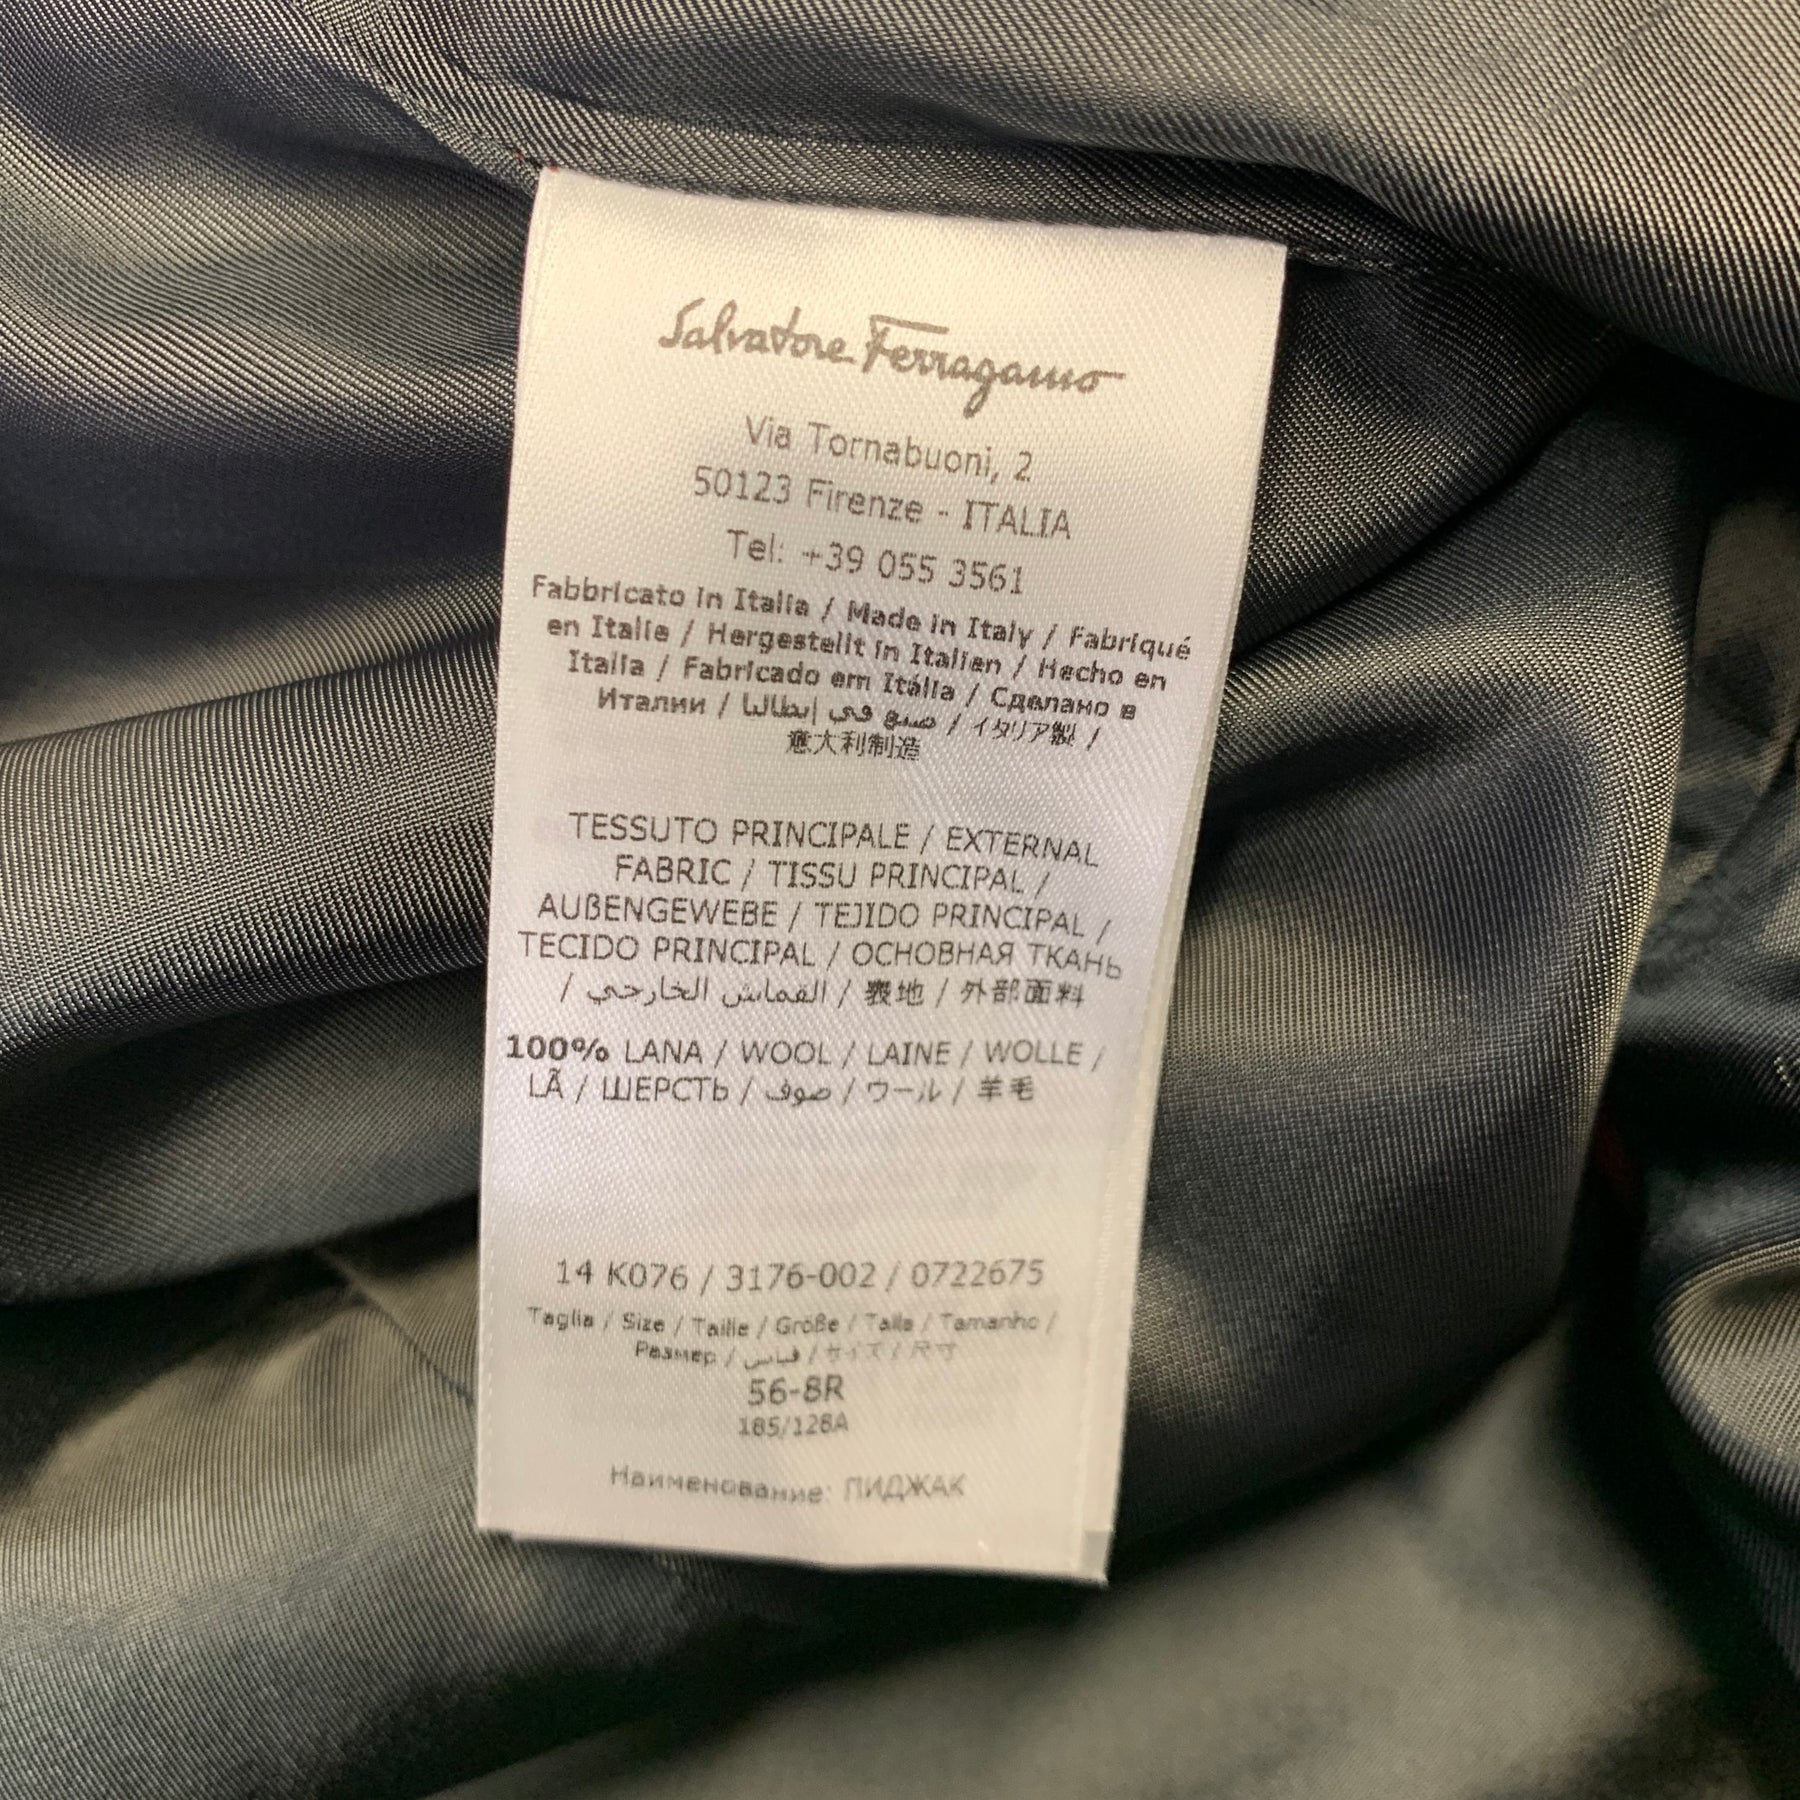 Salvatore Ferragamo
Via Tornabuoni, 2
50123 Firenze - ITALIA
Tel: +39 055 3561
Fabbricato in Italia / Made in Italy / Fabriqué
en Italie / Hergestellt in Italien / Hecho en
Italia / Fabricado em Itália / Сделано в
Италии / صنع في إيطاليا / イタリア製 /
意大利制造
TESSUTO PRINCIPALE / EXTERNAL
FABRIC / TISSU PRINCIPAL /
AUßENGEWEBE / TEJIDO PRINCIPAL /
TECIDO PRINCIPAL / ОСНОВНАЯ ТКАНЬ
/ القماش الخارجي / 表地 / 外部面料
100% LANA / WOOL / LAINE / WOLLE /
LÃ / ШЕРСТЬ / صوف / ウール / 羊毛
14 K076 / 3176-002 / 0722675
Taglia / Size / Taille / Größe / Talla / Tamanho /
Размер / قياس / サイズ / 尺寸
56-8R
185/128A
Наименование: ПИДЖАК